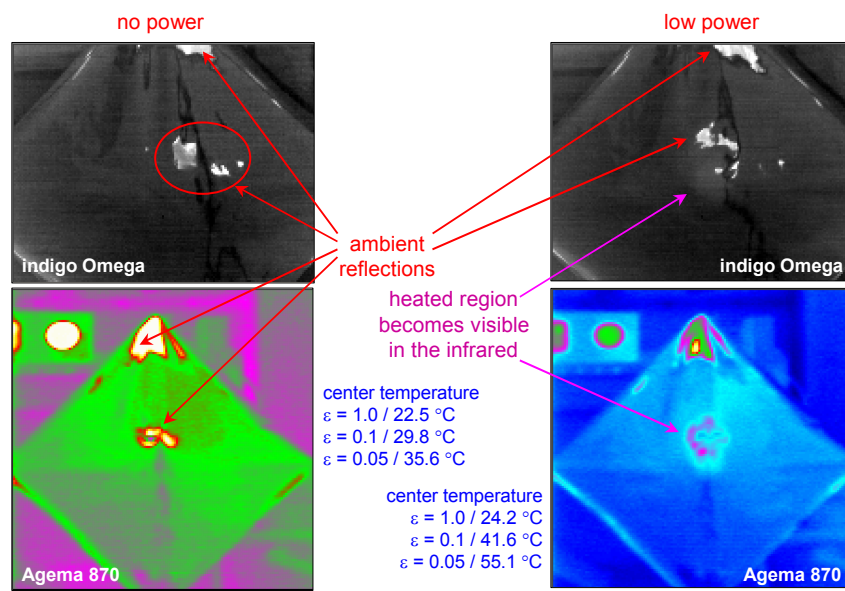 no power
low power
indigo Omega
indigo Omega
ambient
reflections
heated region
becomes visible
in the infrared
center temperature
ε = 1.0 / 22.5 °C
ε = 0.1 / 29.8 °C
ε = 0.05 / 35.6 °C
center temperature
ε = 1.0 / 24.2 °C
ε = 0.1 / 41.6 °C
ε = 0.05 / 55.1 °C
Agema 870
Agema 870